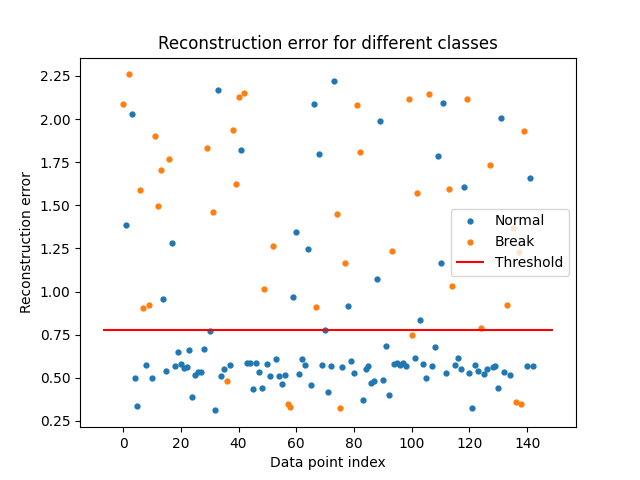 Reconstruction error for different classes
Reconstruction error
2.25
2.00
1.75
1.50
1.25
1.00
0.75
0.50
0.25
Normal
Break
Threshold
0 20 40 60 80 100 120 140
Data point index